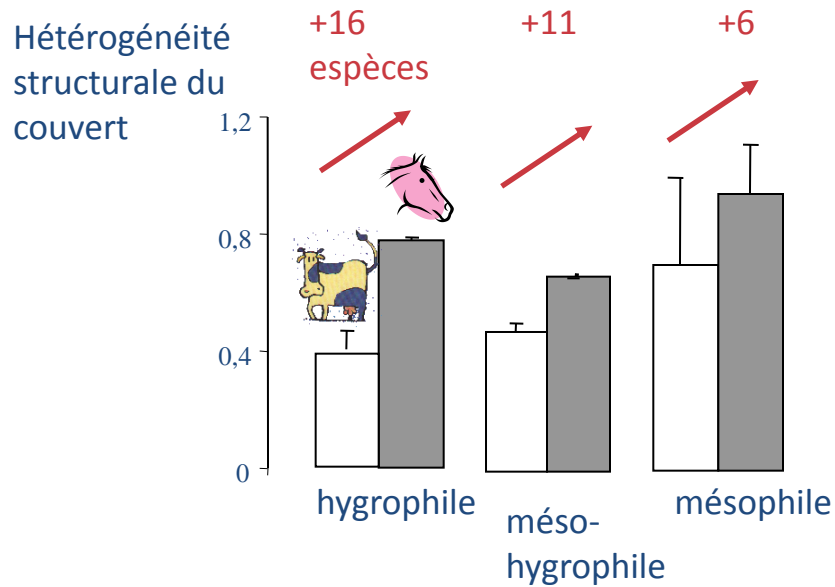 Hétérogénéité
structurale du
couvert
+16
espèces
+11
+6
1,2
0,8
0,4
0
hygrophile
méso-
hygrophile
mésophile